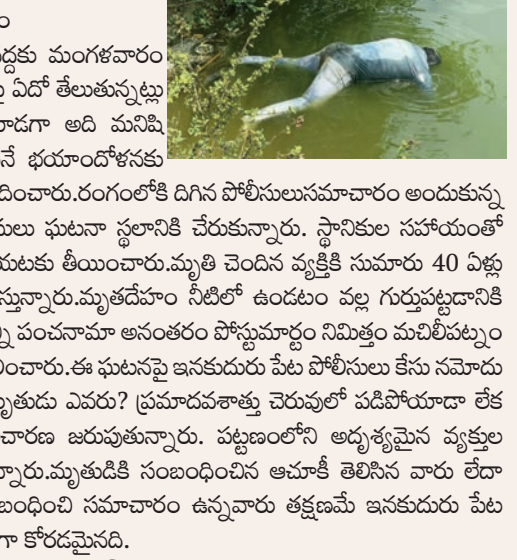 ం
ద్దకు మంగళవారం
ఏదో తేలుతున్నట్లు
డగా అది మనిషి
నే భయాందోళనకు
దించారు.రంగంలోకి దిగిన పోలీసులుసమాచారం అందుకున్న
లు ఘటనా స్థలానికి చేరుకున్నారు. స్థానికుల సహాయంతో
యటకు తీయించారు.మృతి చెందిన వ్యక్తికి సుమారు 40 ఏళ్లు
స్తున్నారు.మృతదేహం నీటిలో ఉండటం వల్ల గుర్తుపట్టడానికి
ని పంచనామా అనంతరం పోస్టుమార్టం నిమిత్తం మచిలీపట్నం
ించారు.ఈ ఘటనపై ఇనకుదురు పేట పోలీసులు కేసు నమోదు
మృతుడు ఎవరు? ప్రమాదవశాత్తు చెరువులో పడిపోయాడా లేక
చారణ జరుపుతున్నారు. పట్టణంలోని అదృశ్యమైన వ్యక్తుల
న్నారు.మృతుడికి సంబంధించిన ఆచూకీ తెలిసిన వారు లేదా
బంధించి సమాచారం ఉన్నవారు తక్షణమే ఇనకుదురు పేట
గా కోరడమైనది.